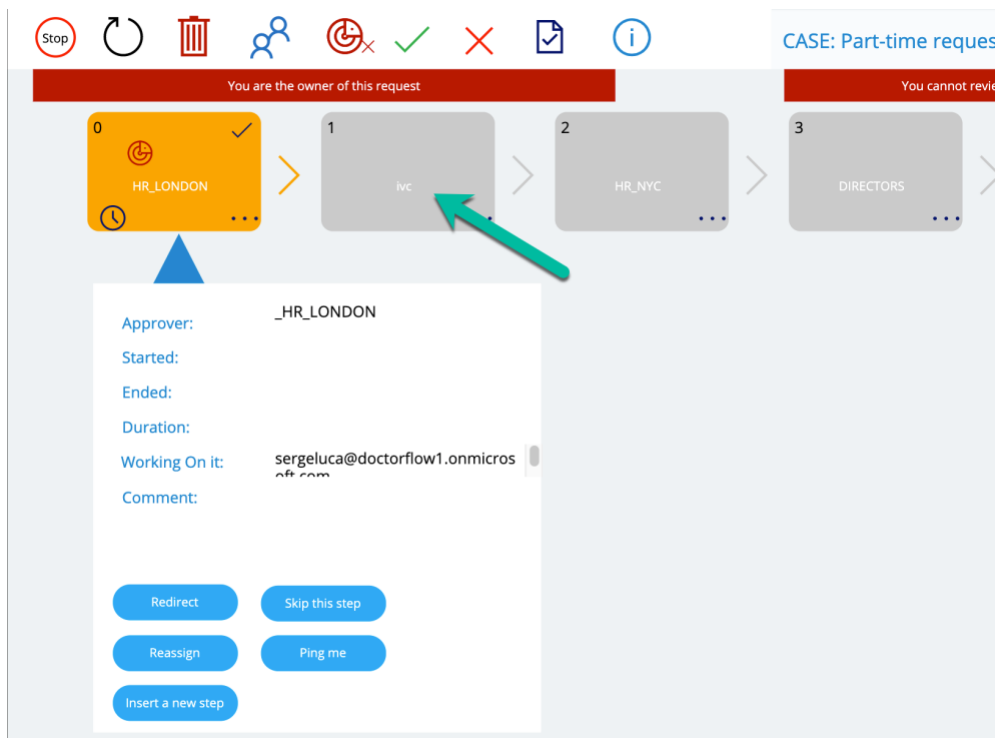 Stop
i
CASE: Part-time reques
You are the owner of this request
You cannot revie
0
HR_LONDON
1
ivc
2
HR_NYC
3
DIRECTORS
Approver:
_HR_LONDON
Started:
Ended:
Duration:
Working On it:
sergeluca@doctorflow1.onmicros
oft.com
Comment:
Redirect
Skip this step
Reassign
Ping me
Insert a new step